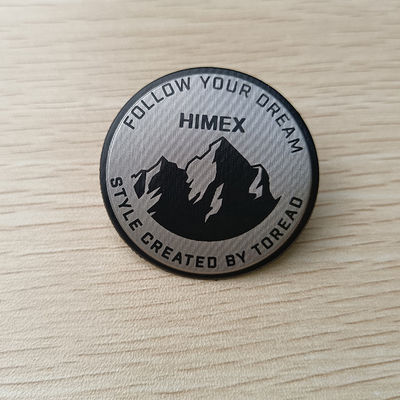 FOLLOW YOUR DREAM
HIMEX
STYLE CREATED BY TOREAD